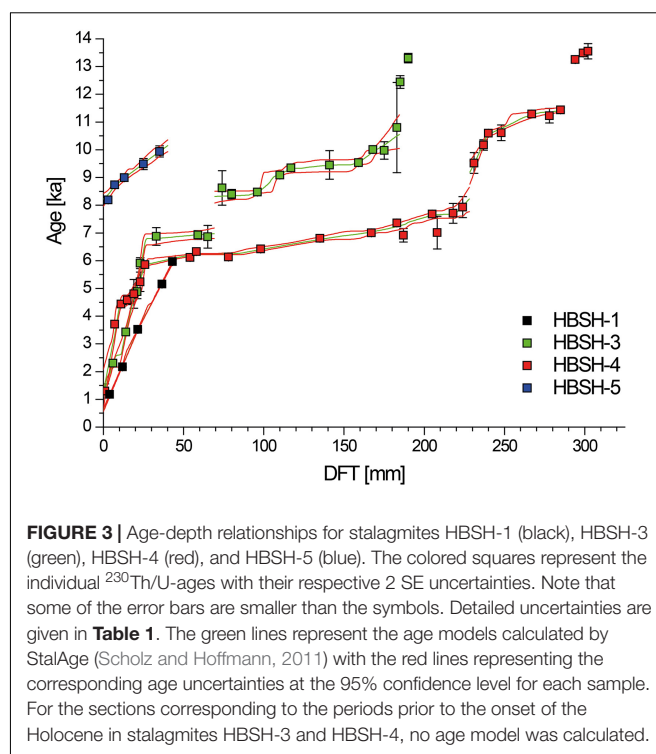 14
13
12
11
10
9
8
7
6
5
4
3
2
1
0
Age [ka]
0
50
100
150
200
250
300
DFT [mm]
HBSH-1
HBSH-3
HBSH-4
HBSH-5
FIGURE 3 | Age-depth relationships for stalagmites HBSH-1 (black), HBSH-3
(green), HBSH-4 (red), and HBSH-5 (blue). The colored squares represent the
individual ²³⁰Th/U-ages with their respective 2 SE uncertainties. Note that
some of the error bars are smaller than the symbols. Detailed uncertainties are
given in Table 1. The green lines represent the age models calculated by
StalAge (Scholz and Hoffmann, 2011) with the red lines representing the
corresponding age uncertainties at the 95% confidence level for each sample.
For the sections corresponding to the periods prior to the onset of the
Holocene in stalagmites HBSH-3 and HBSH-4, no age model was calculated.